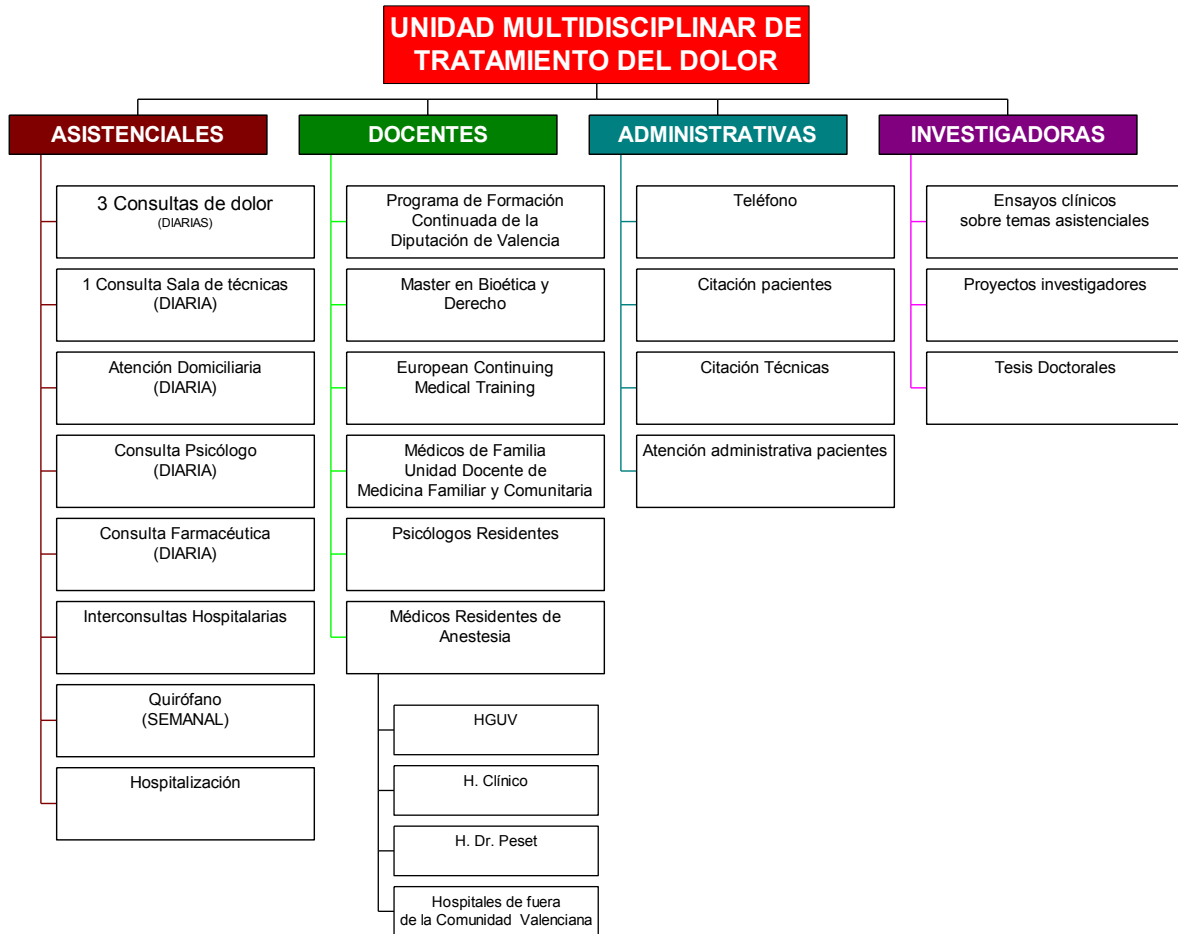 UNIDAD MULTIDISCIPLINAR DE
TRATAMIENTO DEL DOLOR
ASISTENCIALES
3 Consultas de dolor
(DIARIAS)
1 Consulta Sala de técnicas
(DIARIA)
Atención Domiciliaria
(DIARIA)
Consulta Psicólogo
(DIARIA)
Consulta Farmacéutica
(DIARIA)
Interconsultas Hospitalarias
Quirófano
(SEMANAL)
Hospitalización
DOCENTES
Programa de Formación
Continuada de la
Diputación de Valencia
Master en Bioética y
Derecho
European Continuing
Medical Training
Médicos de Familia
Unidad Docente de
Medicina Familiar y Comunitaria
Psicólogos Residentes
Médicos Residentes de
Anestesia
HGUV
H. Clínico
H. Dr. Peset
Hospitales de fuera
de la Comunidad Valenciana
ADMINISTRATIVAS
Teléfono
Citación pacientes
Citación Técnicas
Atención administrativa pacientes
INVESTIGADORAS
Ensayos clínicos
sobre temas asistenciales
Proyectos investigadores
Tesis Doctorales